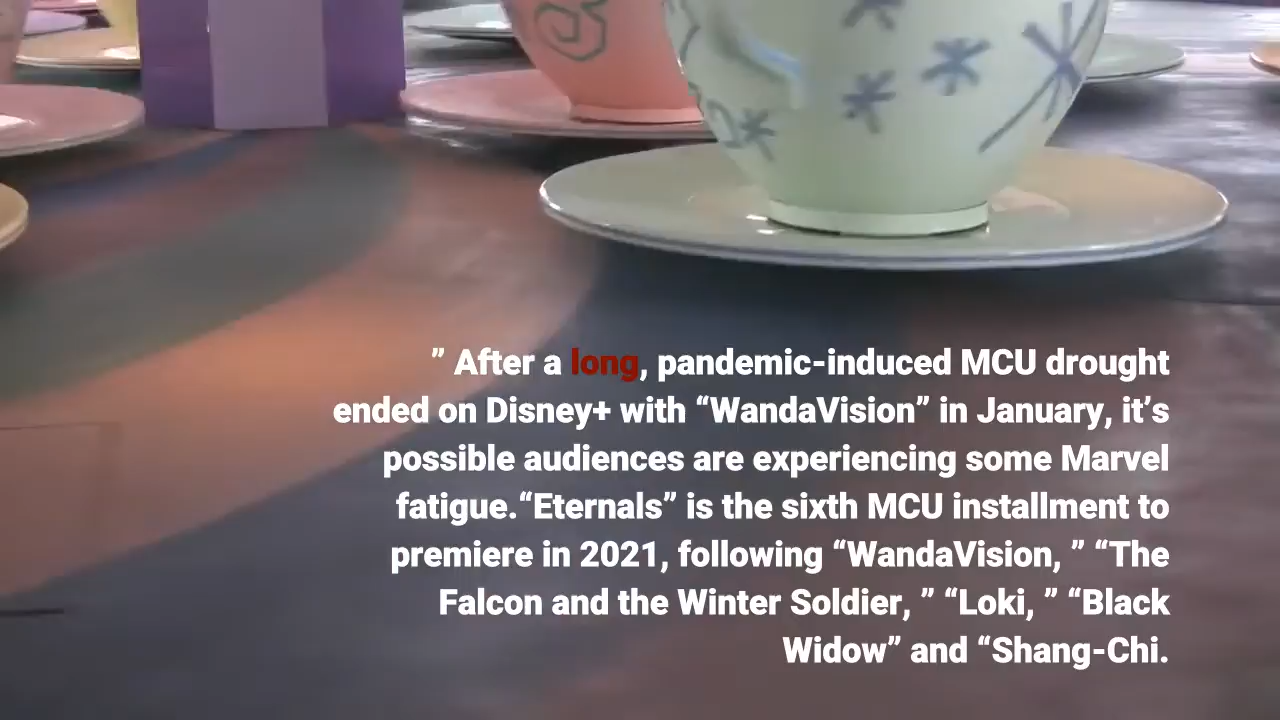 ” After a long, pandemic-induced MCU drought
ended on Disney+ with “WandaVision” in January, it’s
possible audiences are experiencing some Marvel
fatigue.“Eternals” is the sixth MCU installment to
premiere in 2021, following “WandaVision, ” “The
Falcon and the Winter Soldier, ” “Loki, ” “Black
Widow” and “Shang-Chi.